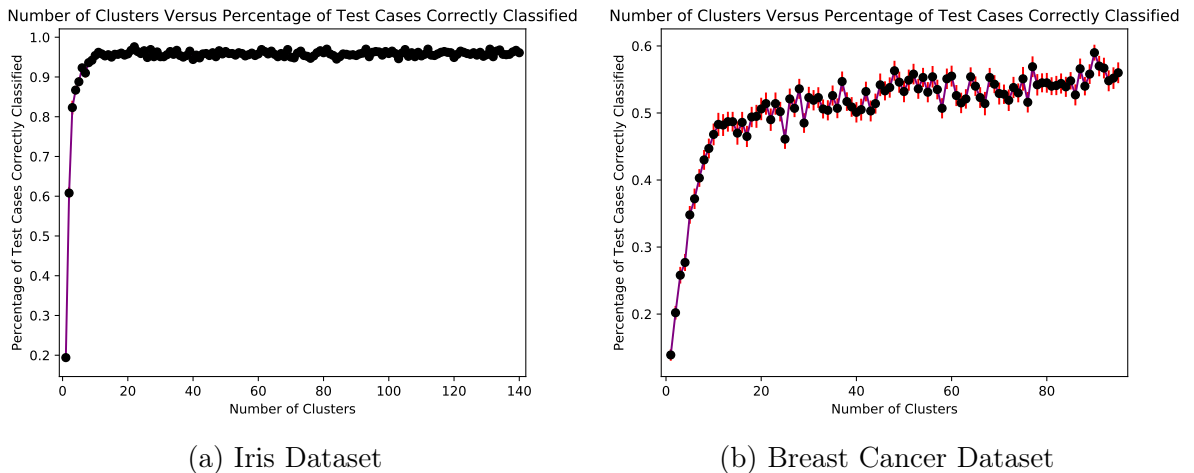 Number of Clusters Versus Percentage of Test Cases Correctly Classified
Percentage of Test Cases Correctly Classified
1.0
0.9
0.8
0.7
0.6
0.5
0.4
0.3
0.2
0 20 40 60 80 100 120 140
Number of Clusters
(a) Iris Dataset
Number of Clusters Versus Percentage of Test Cases Correctly Classified
Percentage of Test Cases Correctly Classified
0.6
0.5
0.4
0.3
0.2
0 20 40 60 80
Number of Clusters
(b) Breast Cancer Dataset